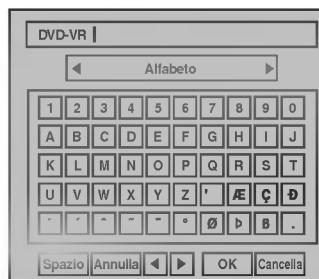 DVD-VR
◀ Alfabeto ▶
1 2 3 4 5 6 7 8 9 0
A B C D E F G H I J
K L M N O P Q R S T
U V W X Y Z ' Æ Ç Ð
´ ´ ^ ~ ¨ ° Ø Þ ß .
Spazio Annulla ◀ ▶ OK Cancella